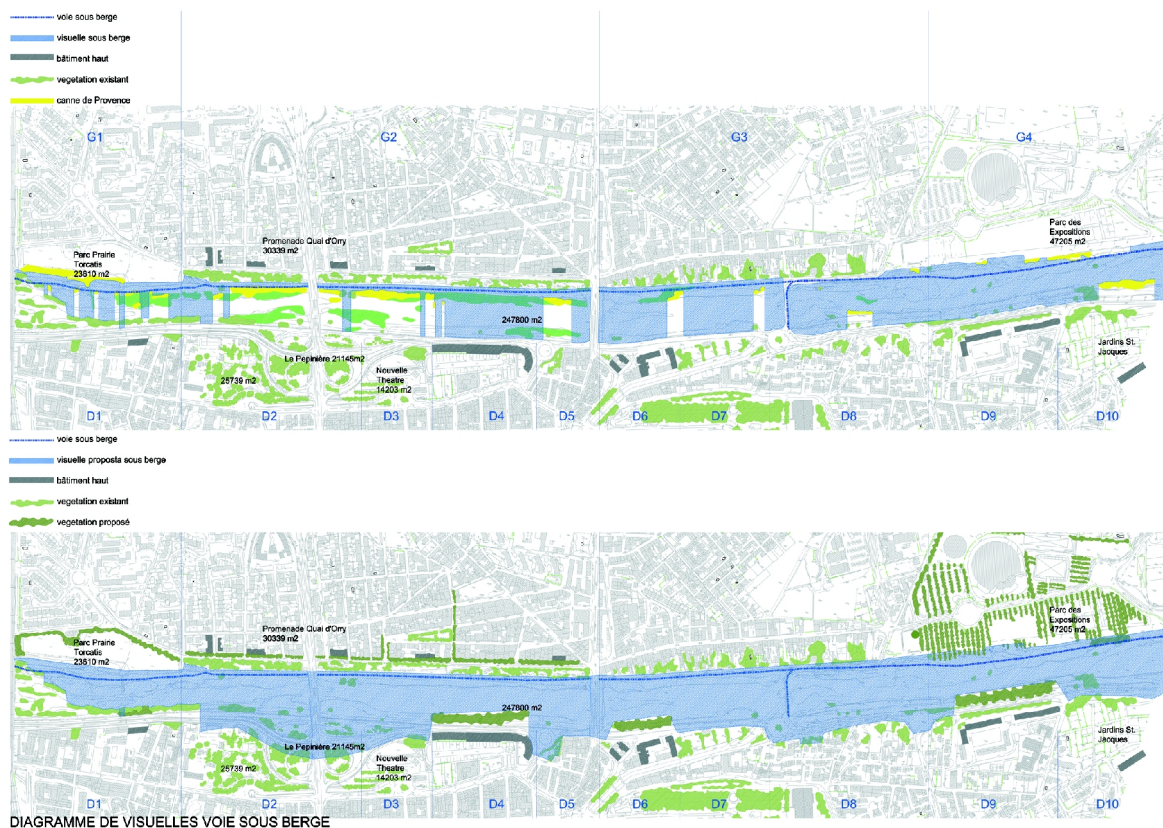 voie sous berge
visuelle sous berge
bâtiment haut
vegetation existant
canne de Provence
G1
G2
G3
G4
Parc Prairie
Torcatis
23610 m2
Promenade Quai d'Orry
30339 m2
Parc des
Expositions
47205 m2
247800 m2
Le Pepinière 21145m2
25739 m2
Nouvelle
Theatre
14203 m2
Jardins St.
Jacques
D1
D2
D3
D4
D5
D6
D7
D8
D9
D10
voie sous berge
visuelle proposta sous berge
bâtiment haut
vegetation existant
vegetation proposé
Parc Prairie
Torcatis
23610 m2
Promenade Quai d'Orry
30339 m2
Parc des
Expositions
47205 m2
247800 m2
Le Pepinière 21145m2
25739 m2
Nouvelle
Theatre
14203 m2
Jardins St.
Jacques
D1
D2
D3
D4
D5
D6
D7
D8
D9
D10
DIAGRAMME DE VISUELLES VOIE SOUS BERGE